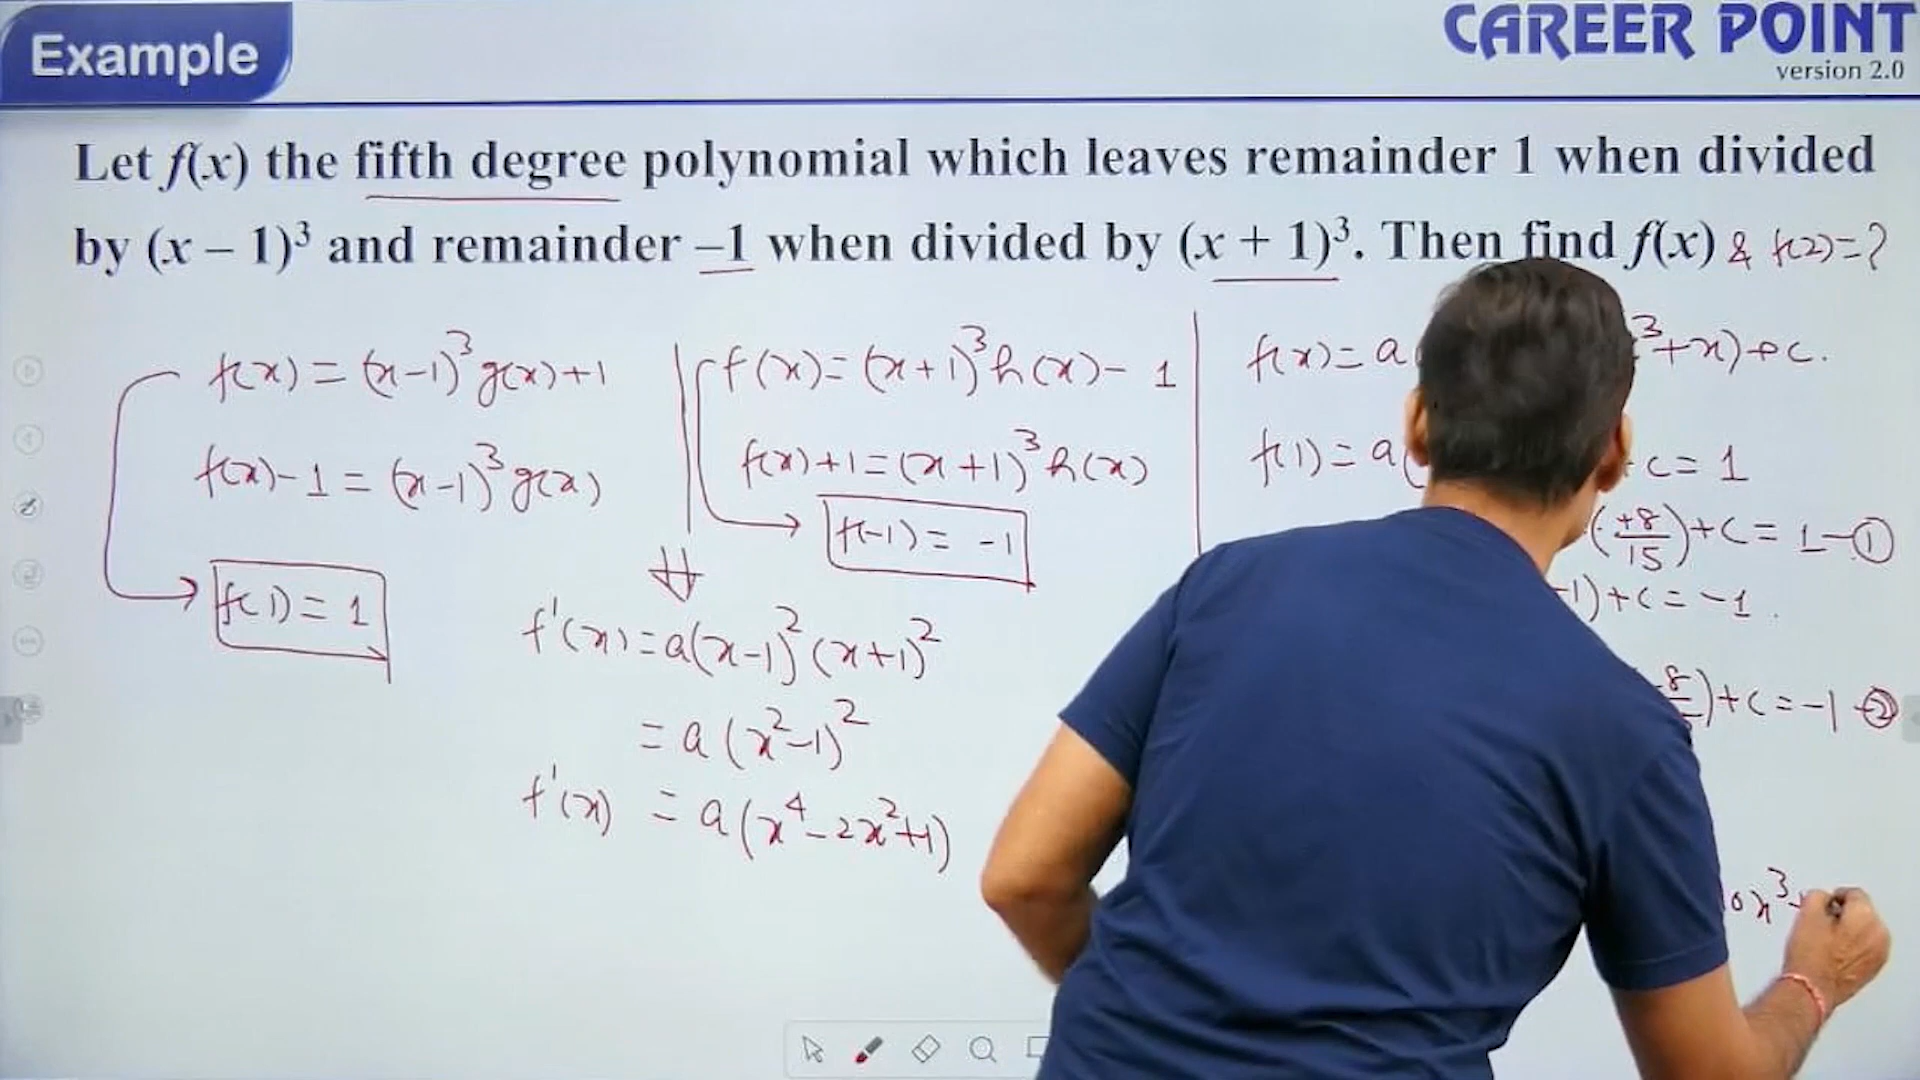 Example
CAREER POINT
version 2.0
Let f(x) the fifth degree polynomial which leaves remainder 1 when divided
by (x – 1)³ and remainder –1 when divided by (x + 1)³. Then find f(x) & f(2)=?
f(x) = (x-1)³g(x)+1
f(x)-1 = (x-1)³g(x)
f(1) = 1
f(x) = (x+1)³h(x) - 1
f(x)+1 = (x+1)³h(x)
f(-1) = -1
f'(x) = a(x-1)²(x+1)²
= a(x²-1)²
f'(x) = a(x⁴-2x²+1)
f(x) = a ³+x)+c.
f(1) = a( c = 1
(+8/15)+c = 1 - ①
-1)+c = -1.
)+c = -1 - ②
10x³